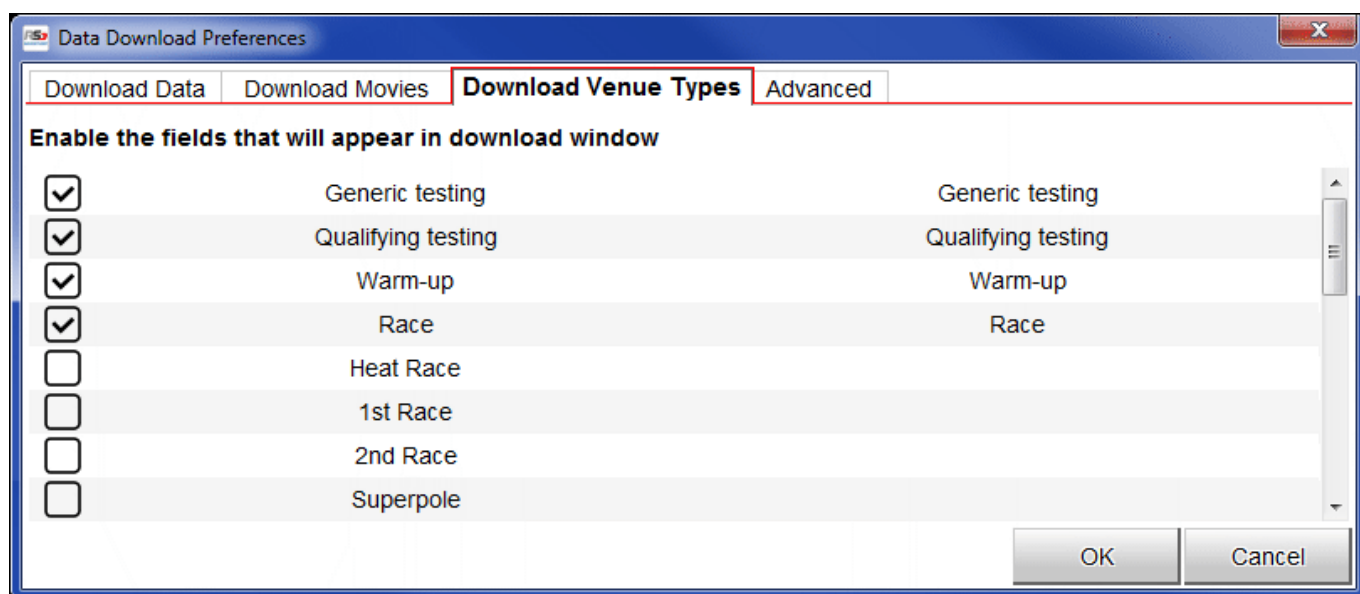 Data Download Preferences
Download Data Download Movies Download Venue Types Advanced
Enable the fields that will appear in download window
Generic testing Generic testing
Qualifying testing Qualifying testing
Warm-up Warm-up
Race Race
Heat Race
1st Race
2nd Race
Superpole
OK Cancel